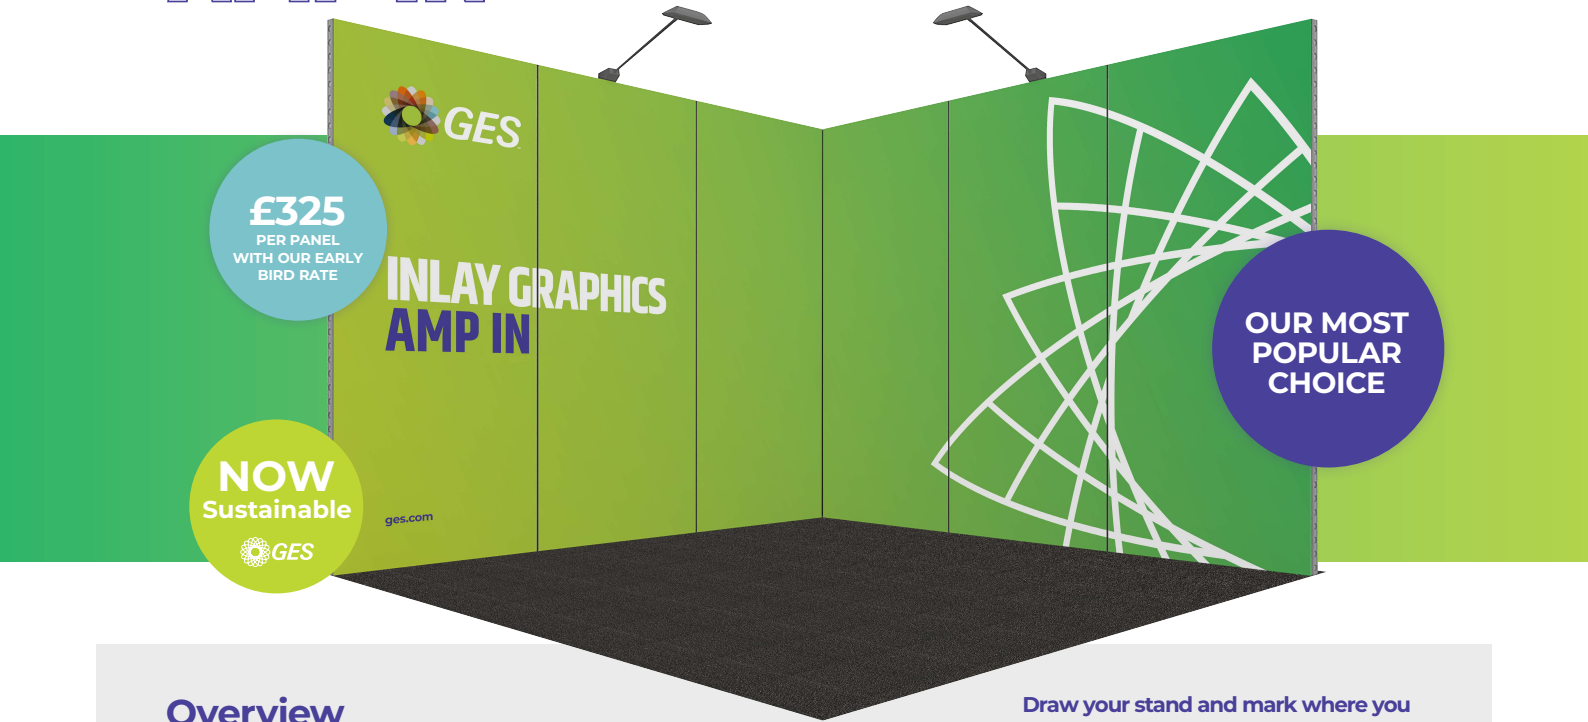 GES
£325
PER PANEL
WITH OUR EARLY
BIRD RATE
INLAY GRAPHICS
AMP IN
OUR MOST
POPULAR
CHOICE
NOW
Sustainable
GES
ges.com
Overview
Draw your stand and mark where you